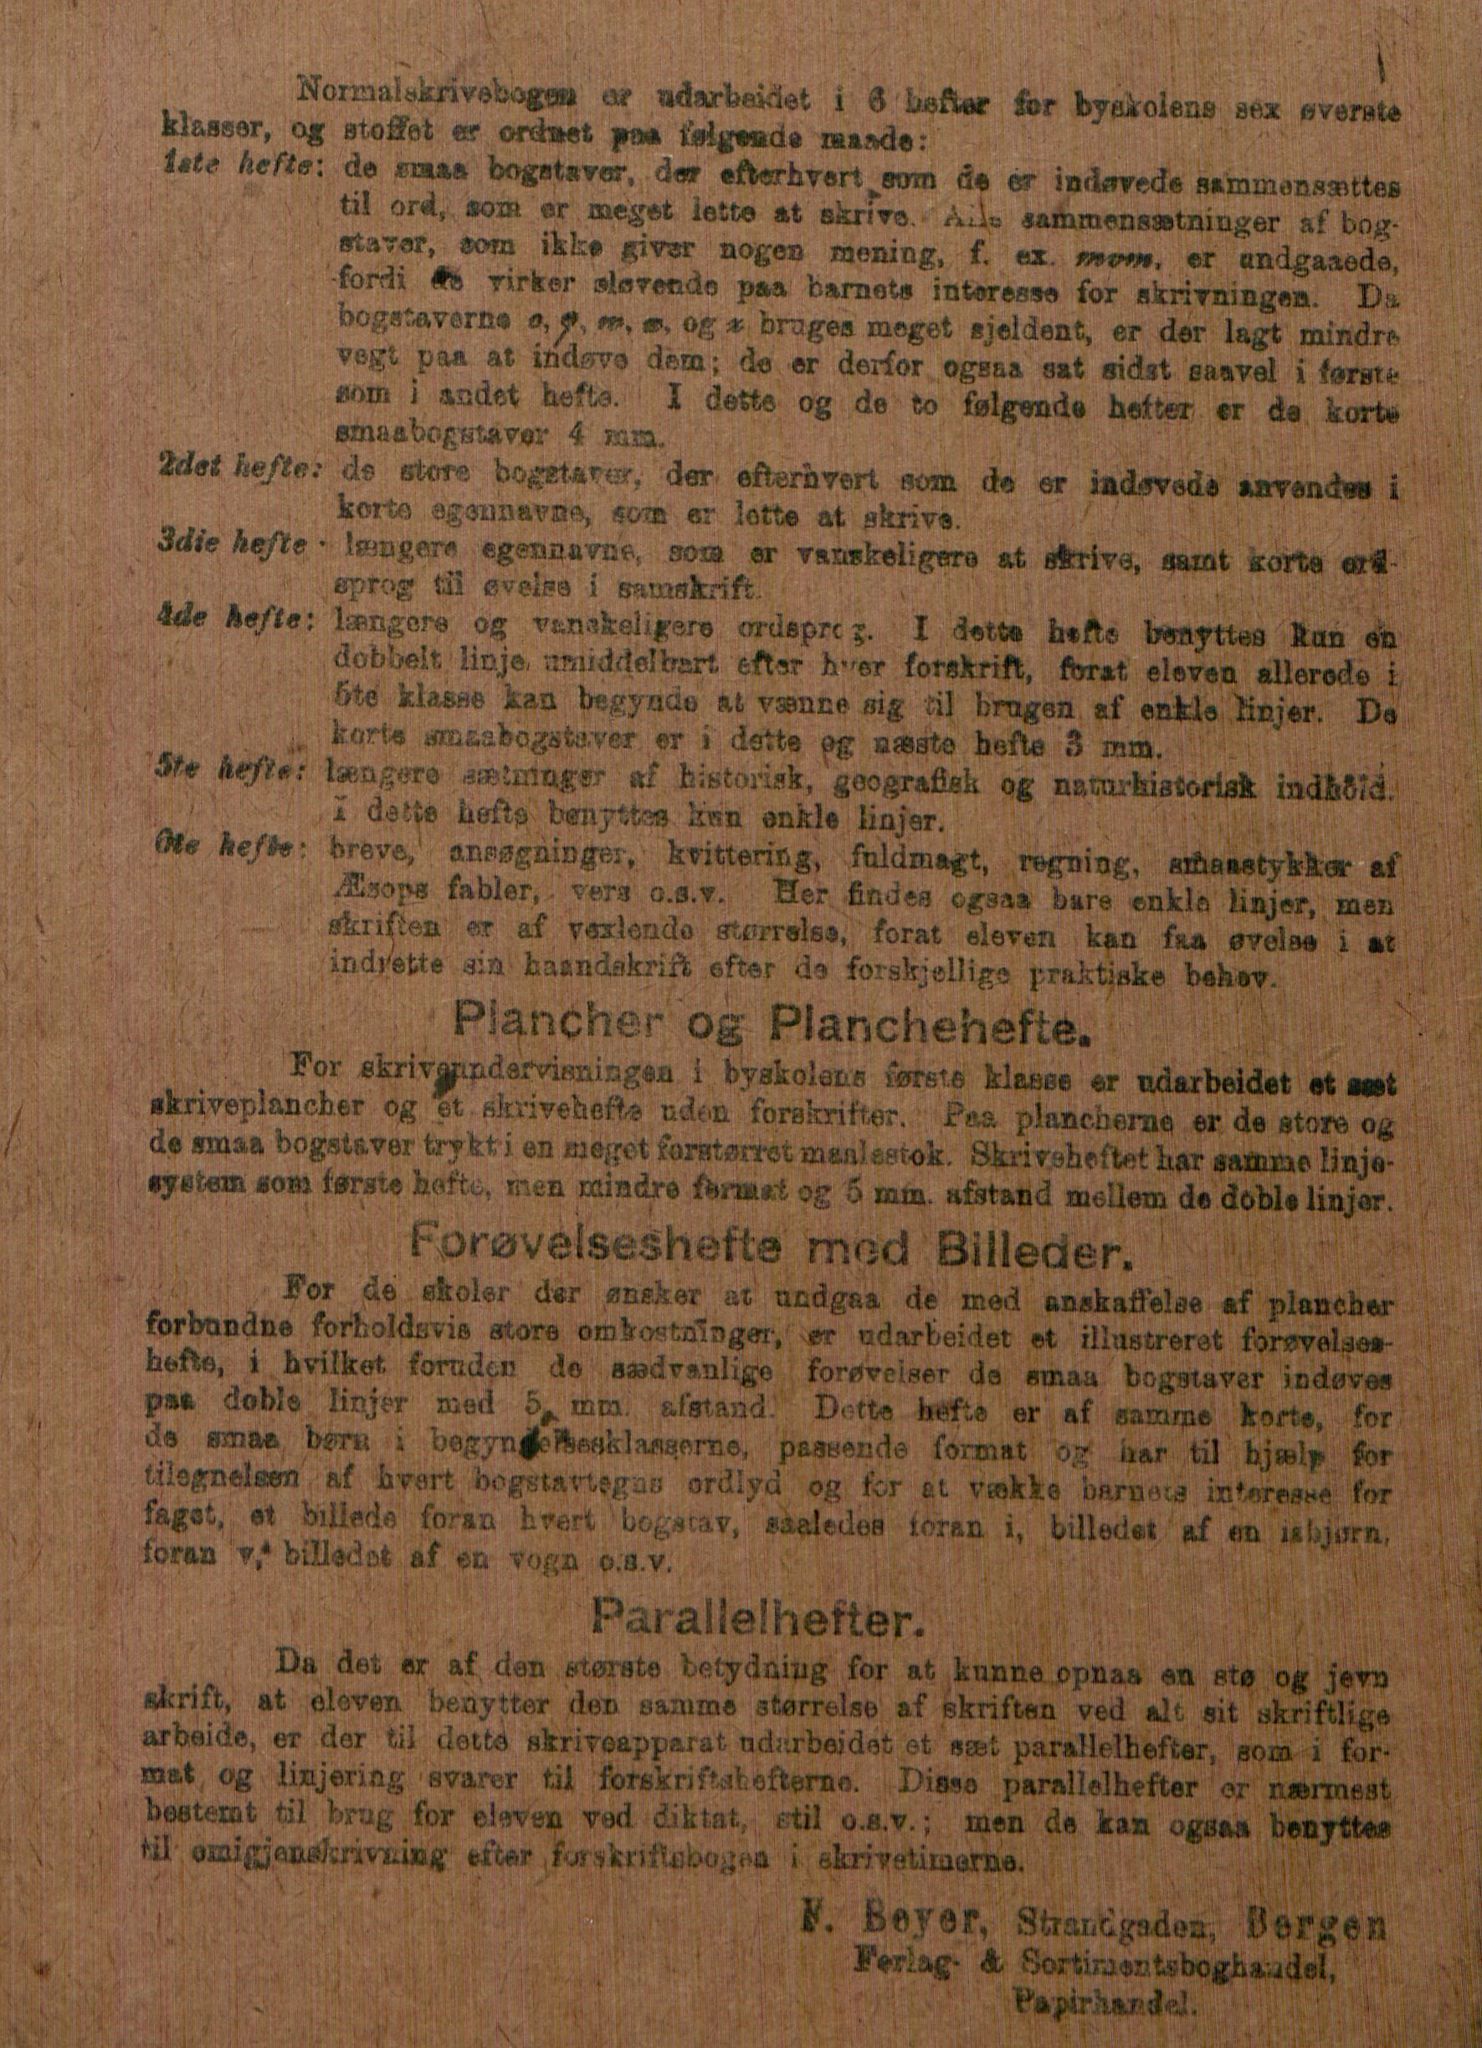 Normalskrivebogen er udarbeidet i 6 hefter for byskolens sex øverste
klasser, og stoffet er ordnet paa følgende maade:
1ste hefte: de smaa bogstaver, der efterhvert som de er indøvede sammensættes
til ord, som er meget lette at skrive. Alle sammensætninger af bog-
staver, som ikke giver nogen mening, f. ex. mom, er undgaaede,
fordi de virker sløvende paa barnets interesse for skrivningen. Da
bogstaverne c, q, w, z, og x bruges meget sjeldent, er der lagt mindre
vegt paa at indøve dem; de er derfor ogsaa sat sidst saavel i første
som i andet hefte. I dette og de to følgende hefter er de korte
smaabogstaver 4 mm.
2det hefte: de store bogstaver, der efterhvert som de er indøvede anvendes i
korte egennavne, som er lette at skrive.
3die hefte: længere egennavne, som er vanskeligere at skrive, samt korte ord-
sprog til øvelse i samskrift.
4de hefte: længere og vanskeligere ordsprog. I dette hefte benyttes kun en
dobbelt linje umiddelbart efter hver forskrift, forat eleven allerede i
5te klasse kan begynde at vænne sig til brugen af enkle linjer. De
korte smaabogstaver er i dette og næste hefte 3 mm.
5te hefte: længere sætninger af historisk, geografisk og naturhistorisk indhold.
I dette hefte benyttes kun enkle linjer.
6te hefte: breve, ansøgninger, kvittering, fuldmagt, regning, smaastykker af
Æsops fabler, vers o.s.v. Her findes ogsaa bare enkle linjer, men
skriften er af vexlende størrelse, forat eleven kan faa øvelse i at
indrette sin haandskrift efter de forskjellige praktiske behov.
Plancher og Planchehefte.
For skriveundervisningen i byskolens første klasse er udarbeidet et sæt
skriveplancher og et skrivehefte uden forskrifter. Paa plancherne er de store og
de smaa bogstaver trykt i en meget forstørret maalestok. Skriveheftet har samme linje-
system som første hefte, men mindre format og 5 mm. afstand mellem de doble linjer.
Forøvelseshefte med Billeder.
For de skoler der ønsker at undgaa de med anskaffelse af plancher
forbundne forholdsvis store omkostninger, er udarbeidet et illustreret forøvelses-
hefte, i hvilket foruden de sædvanlige forøvelser de smaa bogstaver indøves
paa doble linjer med 5 mm. afstand. Dette hefte er af samme korte, for
de smaa børn i begyndelsesklasserne, passende format og har til hjælp for
tilegnelsen af hvert bogstavtegns ordlyd og for at vække barnets interesse for
faget, et billede foran hvert bogstav, saaledes foran i, billedet af en isbjørn,
foran v, billedet af en vogn o.s.v.
Parallelhefter.
Da det er af den største betydning for at kunne opnaa en stø og jevn
skrift, at eleven benytter den samme størrelse af skriften ved alt sit skriftlige
arbeide, er der til dette skriveapparat udarbeidet et sæt parallelhefter, som i for-
mat og linjering svarer til forskriftshefterne. Disse parallelhefter er nærmest
bestemt til brug for eleven ved diktat, stil o.s.v.; men de kan ogsaa benyttes
til omigjenskrivning efter forskriftsbogen i skrivetimerne.
F. Beyer, Strandgaden, Bergen
Forlag- & Sortimentsboghandel,
Papirhandel.